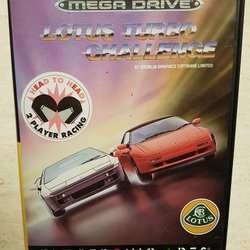 MEGA DRIVE
LOTUS TURBO
CHALLENGE
BY GREMLIN GRAPHICS SOFTWARE LIMITED
HEAD TO HEAD!
2 PLAYER RACING
LOTUS